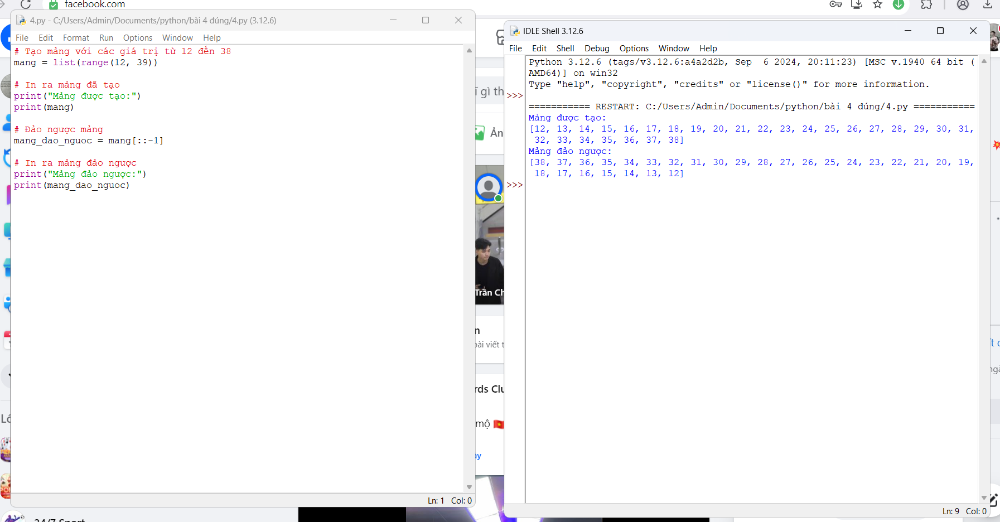 facebook.com
4.py - C:/Users/Admin/Documents/python/bài 4 đúng/4.py (3.12.6)
File Edit Format Run Options Window Help
# Tạo mảng với các giá trị từ 12 đến 38
mang = list(range(12, 39))
# In ra mảng đã tạo
print("Mảng được tạo:")
print(mang)
# Đảo ngược mảng
mang_dao_nguoc = mang[::-1]
# In ra mảng đảo ngược
print("Mảng đảo ngược:")
print(mang_dao_nguoc)
Ln: 1 Col: 0
IDLE Shell 3.12.6
File Edit Shell Debug Options Window Help
Python 3.12.6 (tags/v3.12.6:a4a2d2b, Sep  6 2024, 20:11:23) [MSC v.1940 64 bit (
AMD64)] on win32
Type "help", "copyright", "credits" or "license()" for more information.
>>>
=========== RESTART: C:/Users/Admin/Documents/python/bài 4 đúng/4.py ===========
Mảng được tạo:
[12, 13, 14, 15, 16, 17, 18, 19, 20, 21, 22, 23, 24, 25, 26, 27, 28, 29, 30, 31,
32, 33, 34, 35, 36, 37, 38]
Mảng đảo ngược:
[38, 37, 36, 35, 34, 33, 32, 31, 30, 29, 28, 27, 26, 25, 24, 23, 22, 21, 20, 19,
18, 17, 16, 15, 14, 13, 12]
>>>
Ln: 9 Col: 0
gì th
Ản
Trần Ch
bài viết t
rds Clu
mộ
24/7 Sport